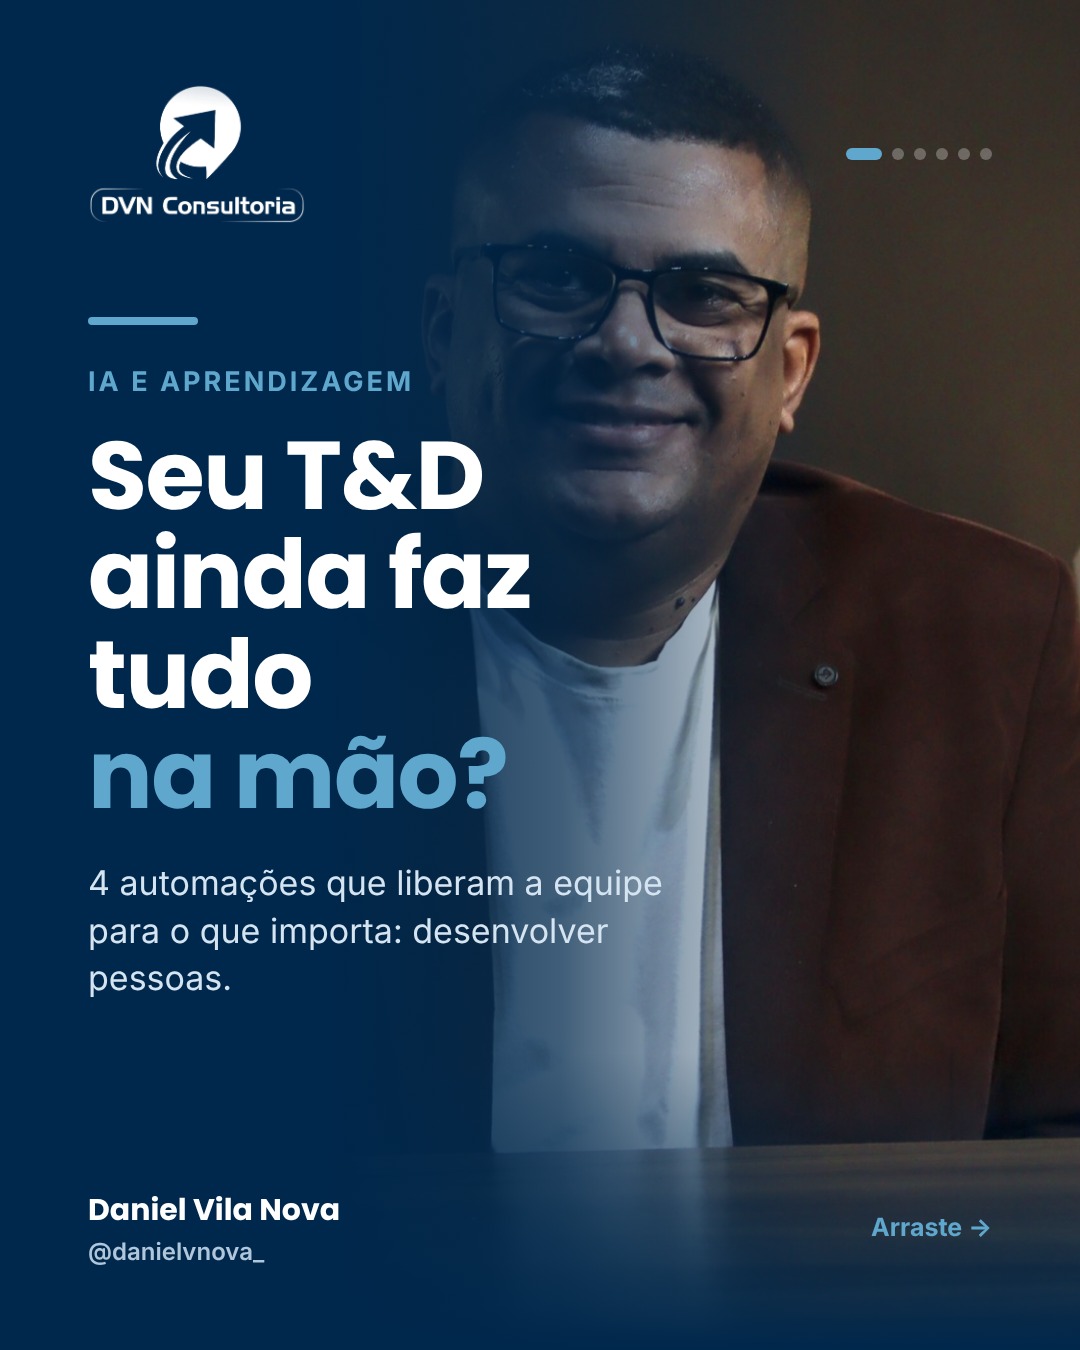 DVN Consultoria
IA E APRENDIZAGEM
Seu T&D
ainda faz
tudo
na mão?
4 automações que liberam a equipe
para o que importa: desenvolver
pessoas.
Daniel Vila Nova
@danielvnova_
Arraste →